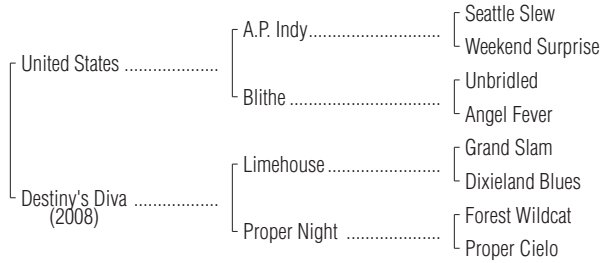 Seattle Slew
A.P. Indy
Weekend Surprise
United States
Unbridled
Blithe
Angel Fever
Grand Slam
Limehouse
Dixieland Blues
Destiny's Diva
(2008)
Forest Wildcat
Proper Night
Proper Cielo